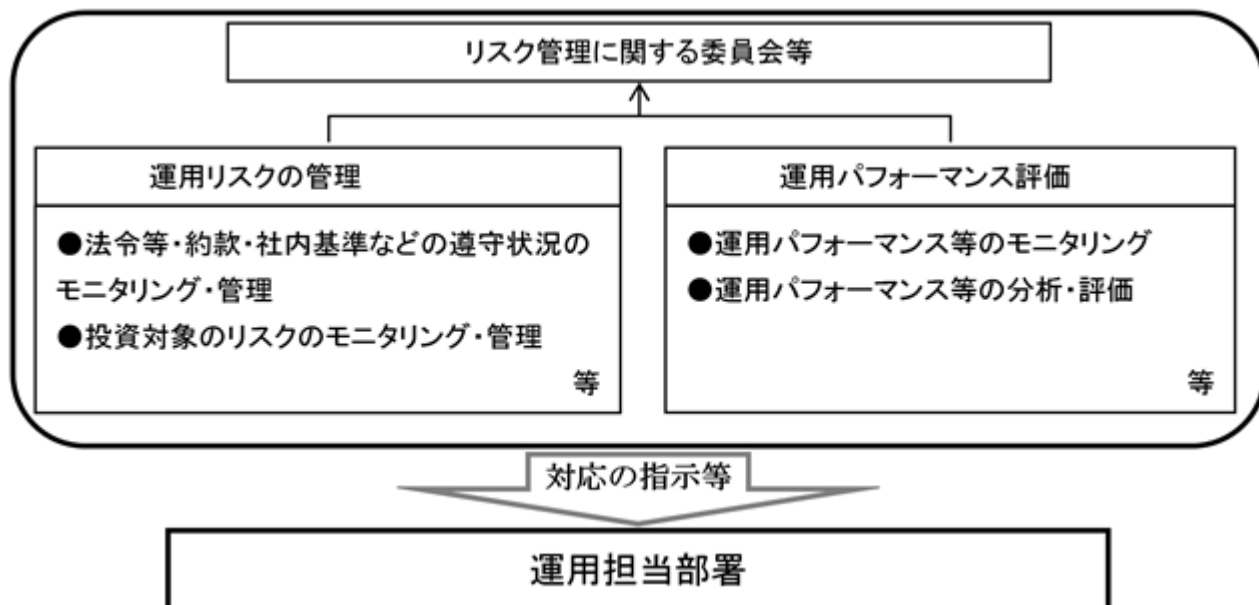 リスク管理に関する委員会等
運用リスクの管理
●法令等・約款・社内基準などの遵守状況の
モニタリング・管理
●投資対象のリスクのモニタリング・管理
等
運用パフォーマンス評価
●運用パフォーマンス等のモニタリング
●運用パフォーマンス等の分析・評価
等
対応の指示等
運用担当部署